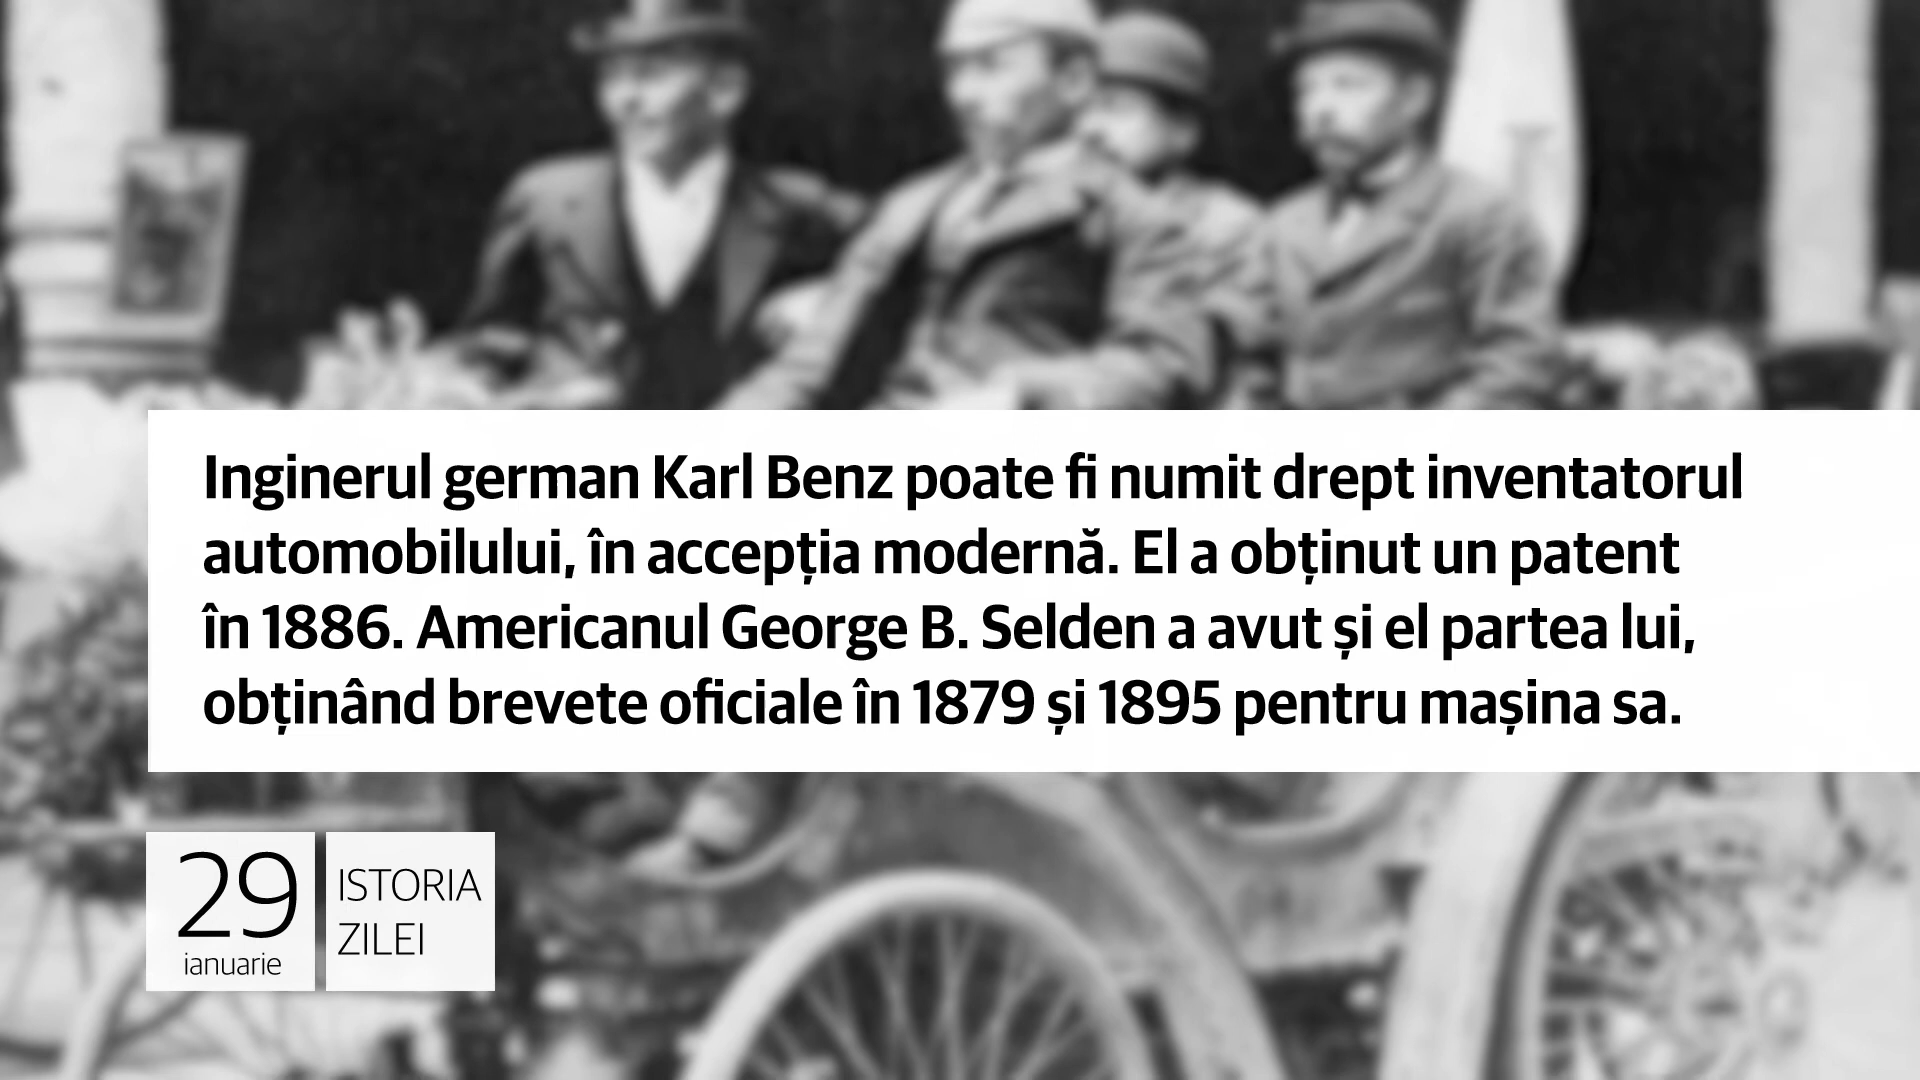 Inginerul german Karl Benz poate fi numit drept inventatorul
automobilului, în accepția modernă. El a obținut un patent
în 1886. Americanul George B. Selden a avut și el partea lui,
obținând brevete oficiale în 1879 și 1895 pentru mașina sa.
29
ianuarie
ISTORIA
ZILEI